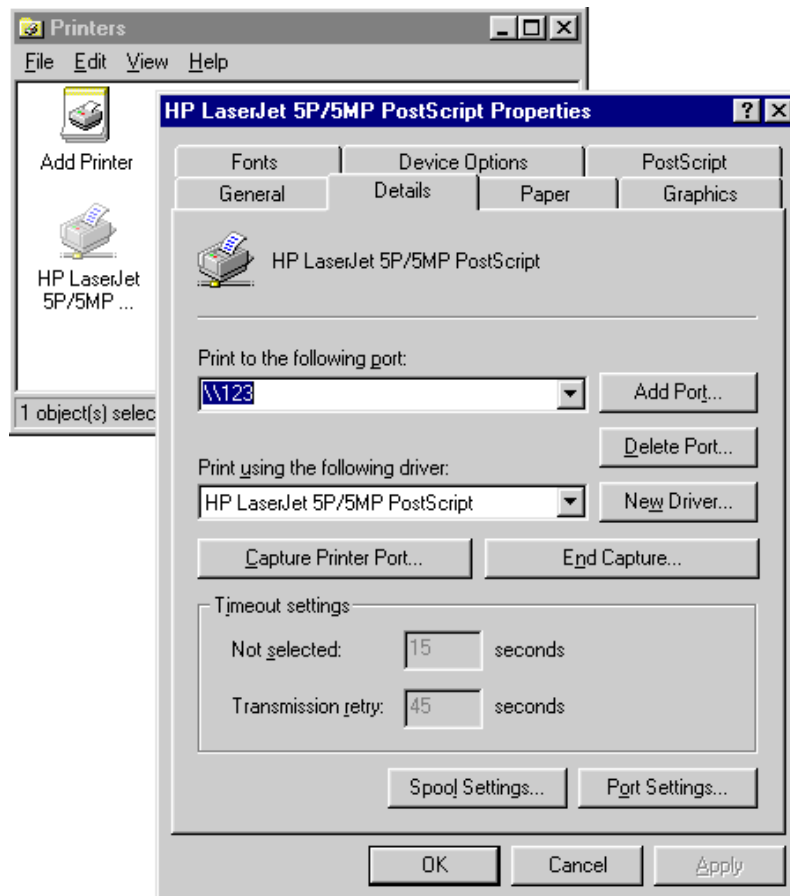 Printers
File Edit View Help
Add Printer
HP LaserJet
5P/5MP ...
1 object(s) selec
HP LaserJet 5P/5MP PostScript Properties
Fonts Device Options PostScript
General Details Paper Graphics
HP LaserJet 5P/5MP PostScript
Print to the following port:
\\123
Add Port...
Delete Port...
Print using the following driver:
HP LaserJet 5P/5MP PostScript
New Driver...
Capture Printer Port... End Capture...
Timeout settings
Not selected: 15 seconds
Transmission retry: 45 seconds
Spool Settings... Port Settings...
OK Cancel Apply